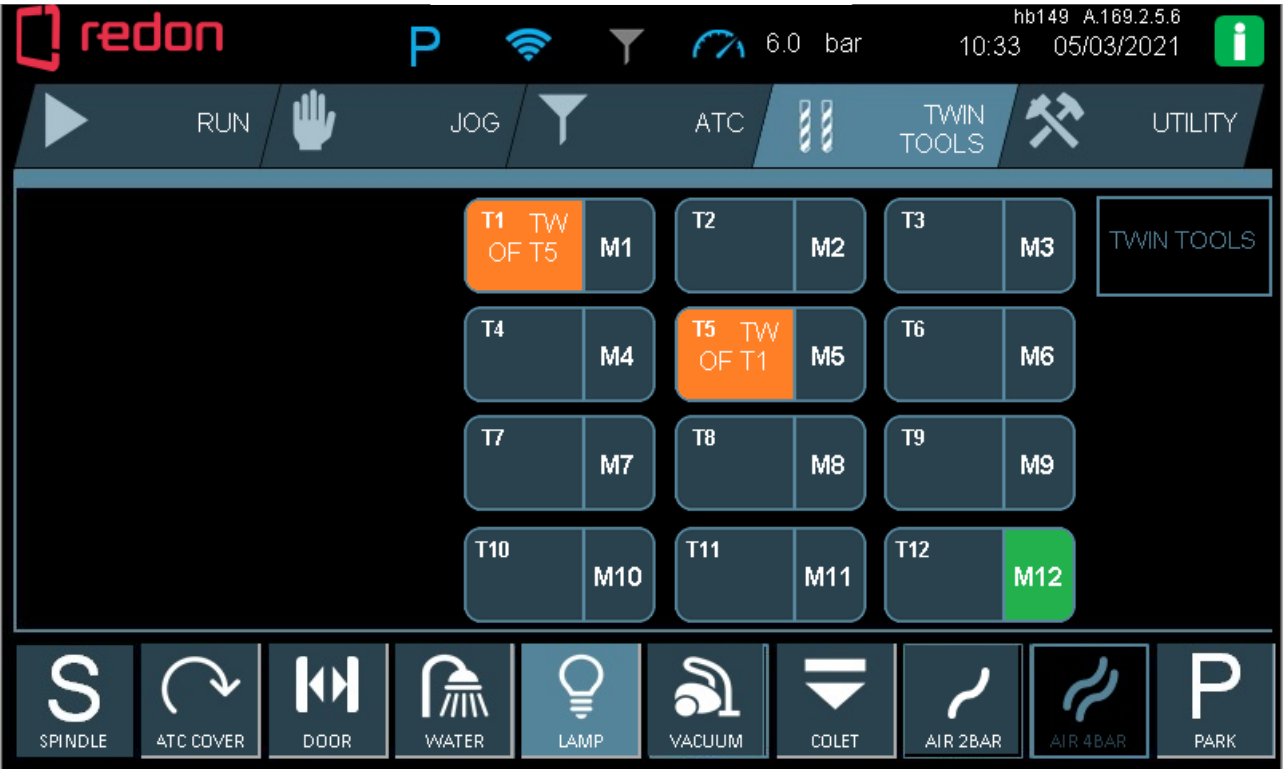 redon
P
6.0 bar
hb149 A.169.2.5.6
10:33 05/03/2021
i
RUN
JOG
ATC
TWIN
TOOLS
UTILITY
T1 TW
OF T5
M1
T2
M2
T3
M3
TWIN TOOLS
T4
M4
T5 TW
OF T1
M5
T6
M6
T7
M7
T8
M8
T9
M9
T10
M10
T11
M11
T12
M12
S
SPINDLE
ATC COVER
DOOR
WATER
LAMP
VACUUM
COLET
AIR 2BAR
AIR 4BAR
P
PARK